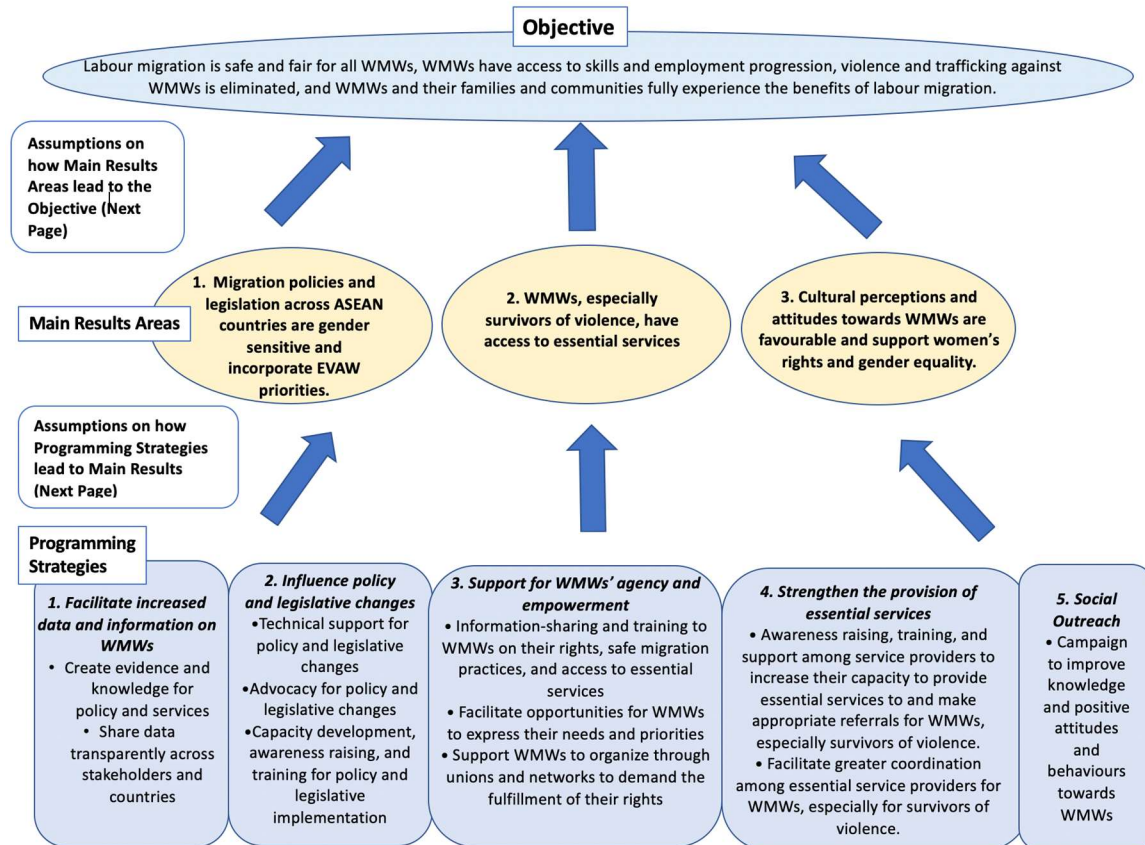 Objective
Labour migration is safe and fair for all WMWs, WMWs have access to skills and employment progression, violence and trafficking against
WMWs is eliminated, and WMWs and their families and communities fully experience the benefits of labour migration.
Assumptions on
how Main Results
Areas lead to the
Objective (Next
Page)
Main Results Areas
1. Migration policies and
legislation across ASEAN
countries are gender
sensitive and
incorporate EVAW
priorities.
2. WMWs, especially
survivors of violence, have
access to essential services
3. Cultural perceptions and
attitudes towards WMWs are
favourable and support women's
rights and gender equality.
Assumptions on how
Programming Strategies
lead to Main Results
(Next Page)
Programming
Strategies
1. Facilitate increased
data and information on
WMWs
• Create evidence and
knowledge for
policy and services
• Share data
transparently across
stakeholders and
countries
2. Influence policy
and legislative changes
•Technical support for
policy and legislative
changes
•Advocacy for policy and
legislative changes
•Capacity development,
awareness raising, and
training for policy and
legislative
implementation
3. Support for WMWs' agency and
empowerment
• Information-sharing and training to
WMWs on their rights, safe migration
practices, and access to essential
services
• Facilitate opportunities for WMWs
to express their needs and priorities
• Support WMWs to organize through
unions and networks to demand the
fulfillment of their rights
4. Strengthen the provision of
essential services
• Awareness raising, training, and
support among service providers to
increase their capacity to provide
essential services to and make
appropriate referrals for WMWs,
especially survivors of violence.
• Facilitate greater coordination
among essential service providers for
WMWs, especially for survivors of
violence.
5. Social
Outreach
• Campaign
to improve
knowledge
and positive
attitudes
and
behaviours
towards
WMWs